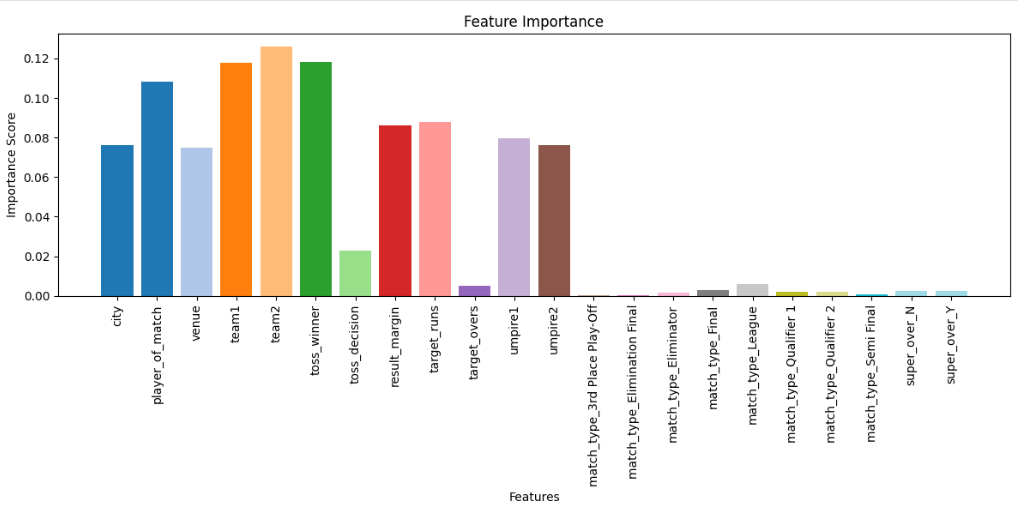 Feature Importance
Importance Score
0.12
0.10
0.08
0.06
0.04
0.02
0.00
city
player_of_match
venue
team1
team2
toss_winner
toss_decision
result_margin
target_runs
target_overs
umpire1
umpire2
match_type_3rd Place Play-Off
match_type_Elimination Final
match_type_Eliminator
match_type_Final
match_type_League
match_type_Qualifier 1
match_type_Qualifier 2
match_type_Semi Final
super_over_N
super_over_Y
Features